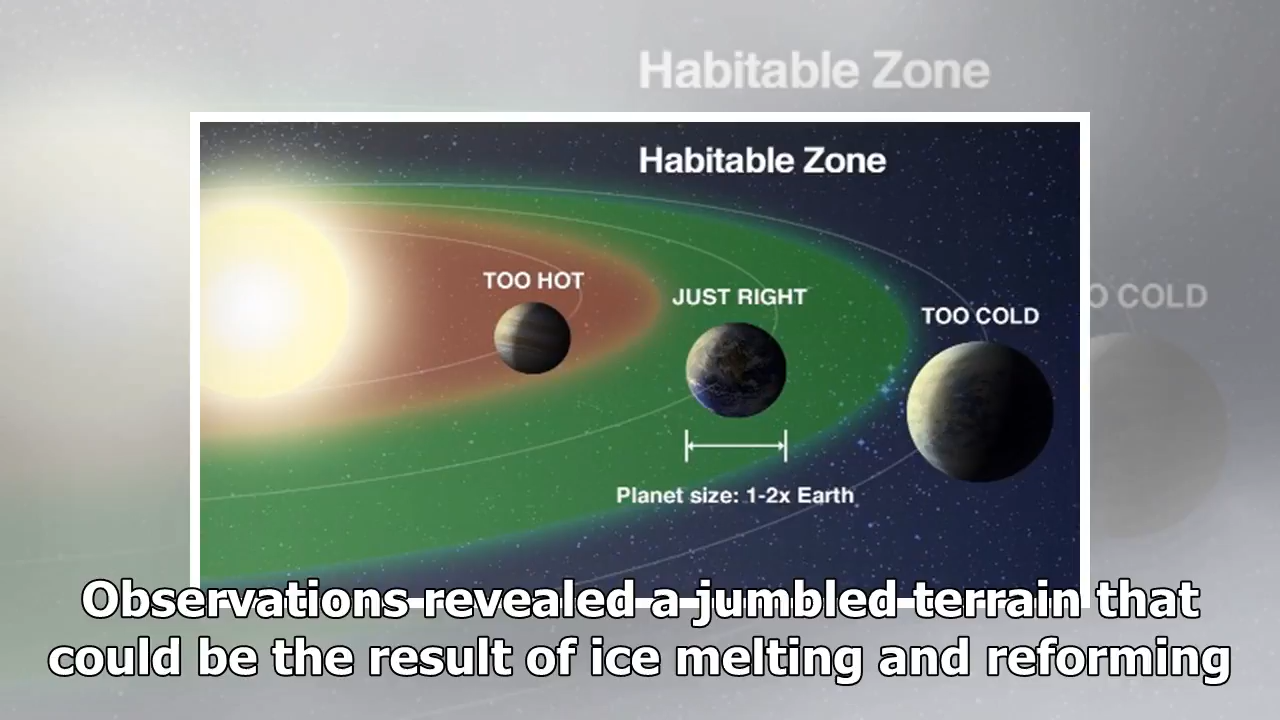 Habitable Zone
Habitable Zone
TOO HOT
JUST RIGHT
TOO COLD
O COLD
Planet size: 1-2x Earth
Observations revealed a jumbled terrain that
could be the result of ice melting and reforming